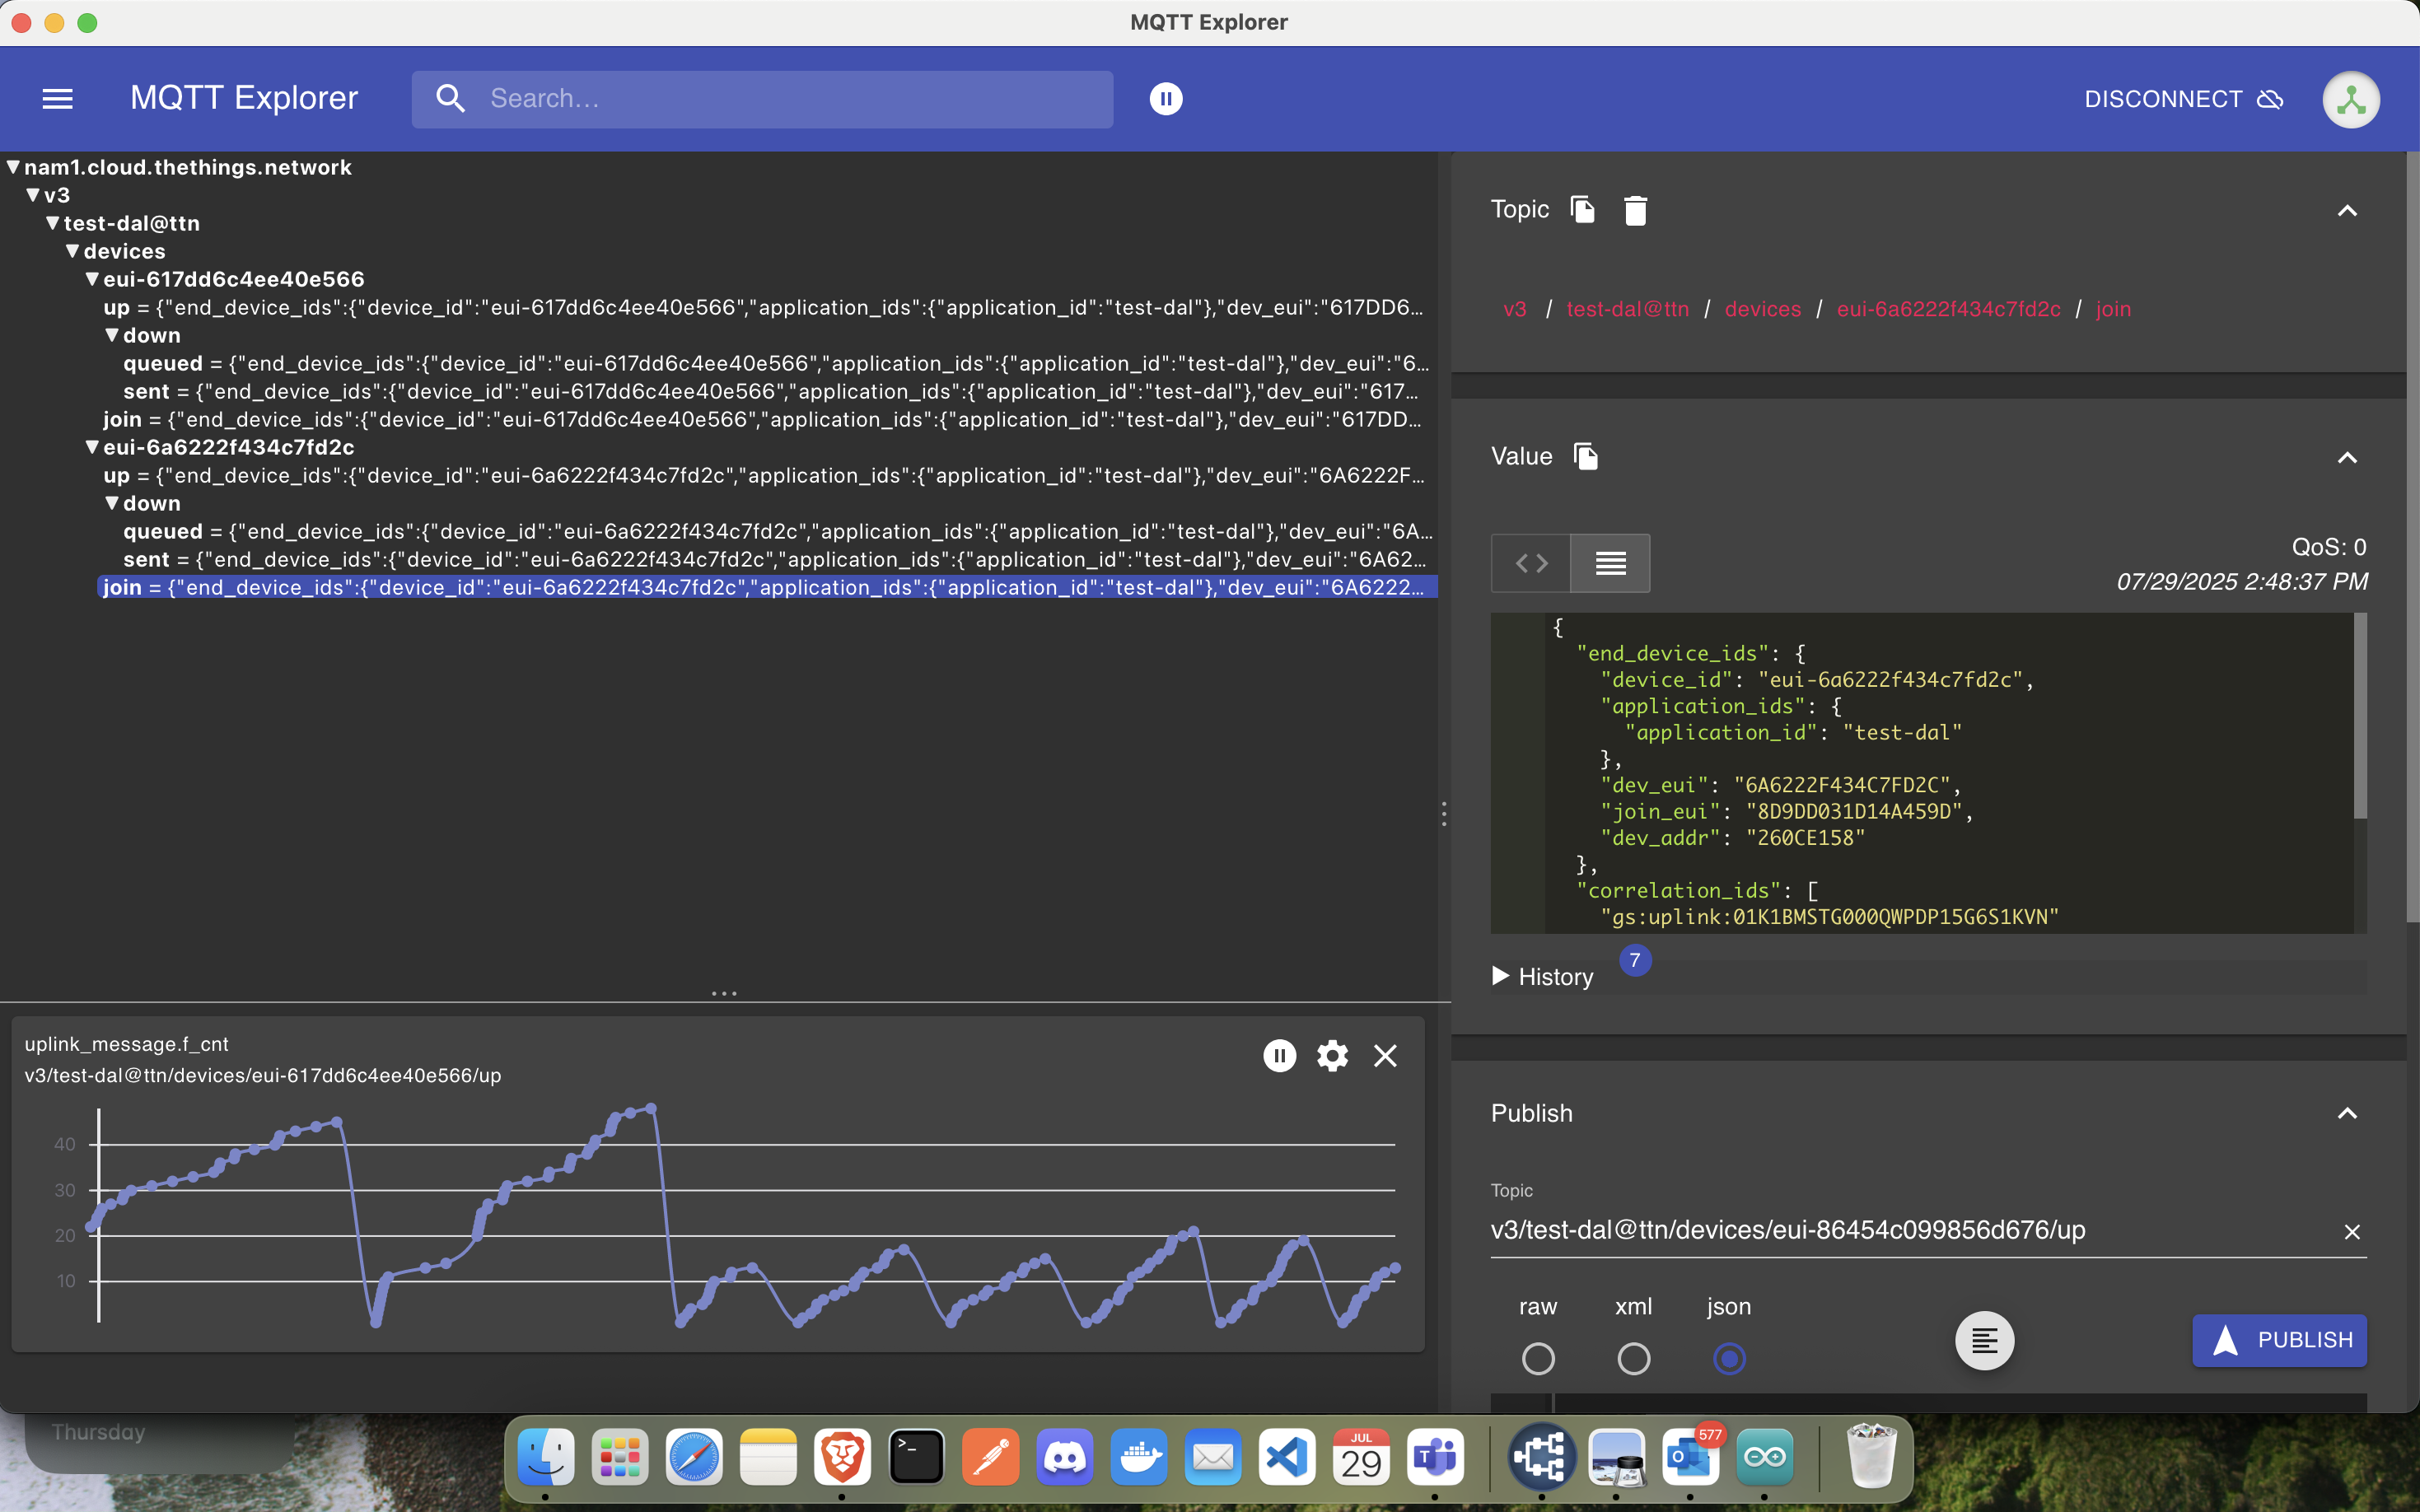 MQTT Explorer
MQTT Explorer
Search...
DISCONNECT
nam1.cloud.thethings.network
v3
test-dal@ttn
devices
eui-617dd6c4ee40e566
up = {"end_device_ids":{"device_id":"eui-617dd6c4ee40e566","application_ids":{"application_id":"test-dal"},"dev_eui":"617DD6...
down
queued = {"end_device_ids":{"device_id":"eui-617dd6c4ee40e566","application_ids":{"application_id":"test-dal"},"dev_eui":"6...
sent = {"end_device_ids":{"device_id":"eui-617dd6c4ee40e566","application_ids":{"application_id":"test-dal"},"dev_eui":"617...
join = {"end_device_ids":{"device_id":"eui-617dd6c4ee40e566","application_ids":{"application_id":"test-dal"},"dev_eui":"617DD...
eui-6a6222f434c7fd2c
up = {"end_device_ids":{"device_id":"eui-6a6222f434c7fd2c","application_ids":{"application_id":"test-dal"},"dev_eui":"6A6222F...
down
queued = {"end_device_ids":{"device_id":"eui-6a6222f434c7fd2c","application_ids":{"application_id":"test-dal"},"dev_eui":"6A...
sent = {"end_device_ids":{"device_id":"eui-6a6222f434c7fd2c","application_ids":{"application_id":"test-dal"},"dev_eui":"6A62...
join = {"end_device_ids":{"device_id":"eui-6a6222f434c7fd2c","application_ids":{"application_id":"test-dal"},"dev_eui":"6A6222...
uplink_message.f_cnt
v3/test-dal@ttn/devices/eui-617dd6c4ee40e566/up
40
30
20
10
Topic
v3 / test-dal@ttn / devices / eui-6a6222f434c7fd2c / join
Value
QoS: 0
07/29/2025 2:48:37 PM
{
"end_device_ids": {
"device_id": "eui-6a6222f434c7fd2c",
"application_ids": {
"application_id": "test-dal"
},
"dev_eui": "6A6222F434C7FD2C",
"join_eui": "8D9DD031D14A459D",
"dev_addr": "260CE158"
},
"correlation_ids": [
"gs:uplink:01K1BMSTG000QWPDP15G6S1KVN"
History 7
Publish
Topic
v3/test-dal@ttn/devices/eui-86454c099856d676/up
raw xml json
PUBLISH
Thursday
JUL
29
577